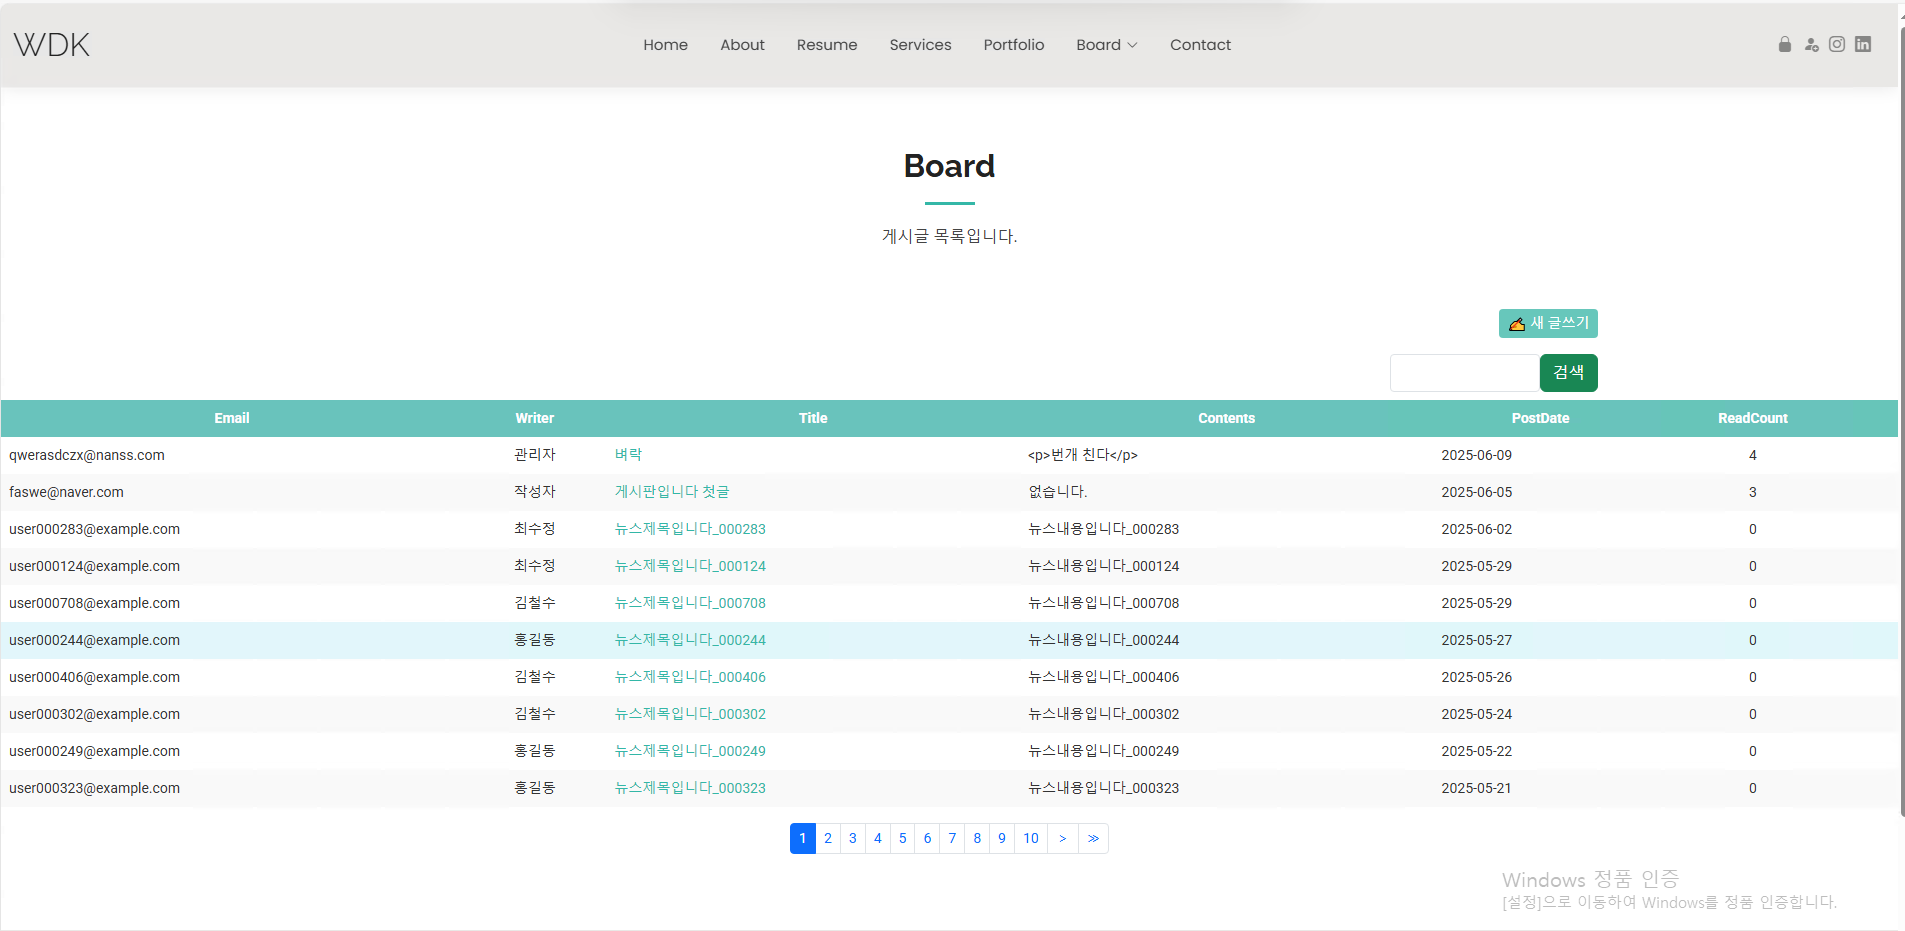 WDK Home About Resume Services Portfolio Board Contact
Board
게시글 목록입니다.
새 글쓰기
검색
Email Writer Title Contents PostDate ReadCount
qwerasdczx@nanss.com 관리자 벼락 <p>번개 친다</p> 2025-06-09 4
faswe@naver.com 작성자 게시판입니다 첫글 없습니다. 2025-06-05 3
user000283@example.com 최수정 뉴스제목입니다_000283 뉴스내용입니다_000283 2025-06-02 0
user000124@example.com 최수정 뉴스제목입니다_000124 뉴스내용입니다_000124 2025-05-29 0
user000708@example.com 김철수 뉴스제목입니다_000708 뉴스내용입니다_000708 2025-05-29 0
user000244@example.com 홍길동 뉴스제목입니다_000244 뉴스내용입니다_000244 2025-05-27 0
user000406@example.com 김철수 뉴스제목입니다_000406 뉴스내용입니다_000406 2025-05-26 0
user000302@example.com 김철수 뉴스제목입니다_000302 뉴스내용입니다_000302 2025-05-24 0
user000249@example.com 홍길동 뉴스제목입니다_000249 뉴스내용입니다_000249 2025-05-22 0
user000323@example.com 홍길동 뉴스제목입니다_000323 뉴스내용입니다_000323 2025-05-21 0
1 2 3 4 5 6 7 8 9 10 > ≫
Windows 정품 인증
[설정]으로 이동하여 Windows를 정품 인증합니다.